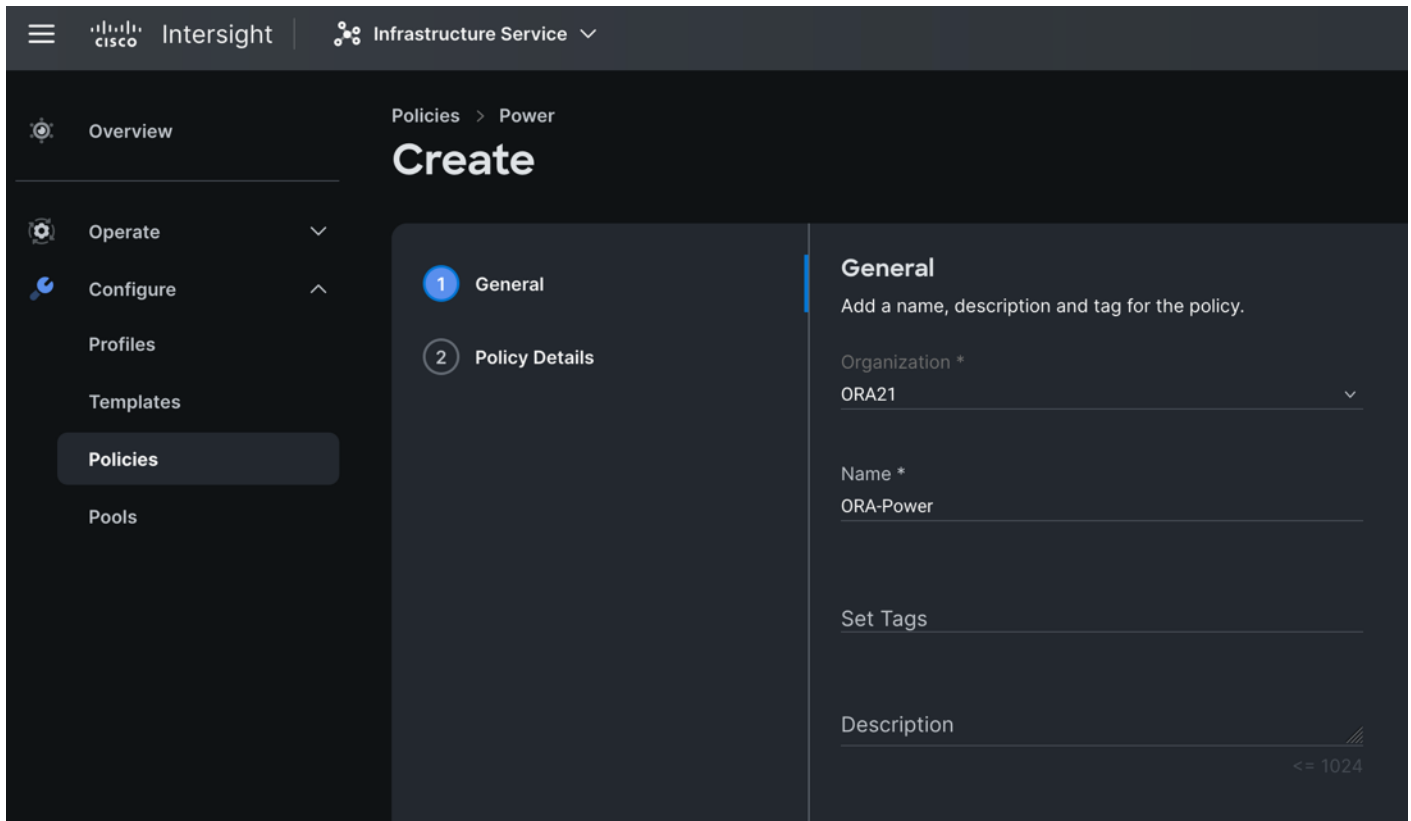 CISCO Intersight Infrastructure Service
Overview
Operate
Configure
Profiles
Templates
Policies
Pools
Policies > Power
Create
1 General
2 Policy Details
General
Add a name, description and tag for the policy.
Organization *
ORA21
Name *
ORA-Power
Set Tags
Description
<= 1024